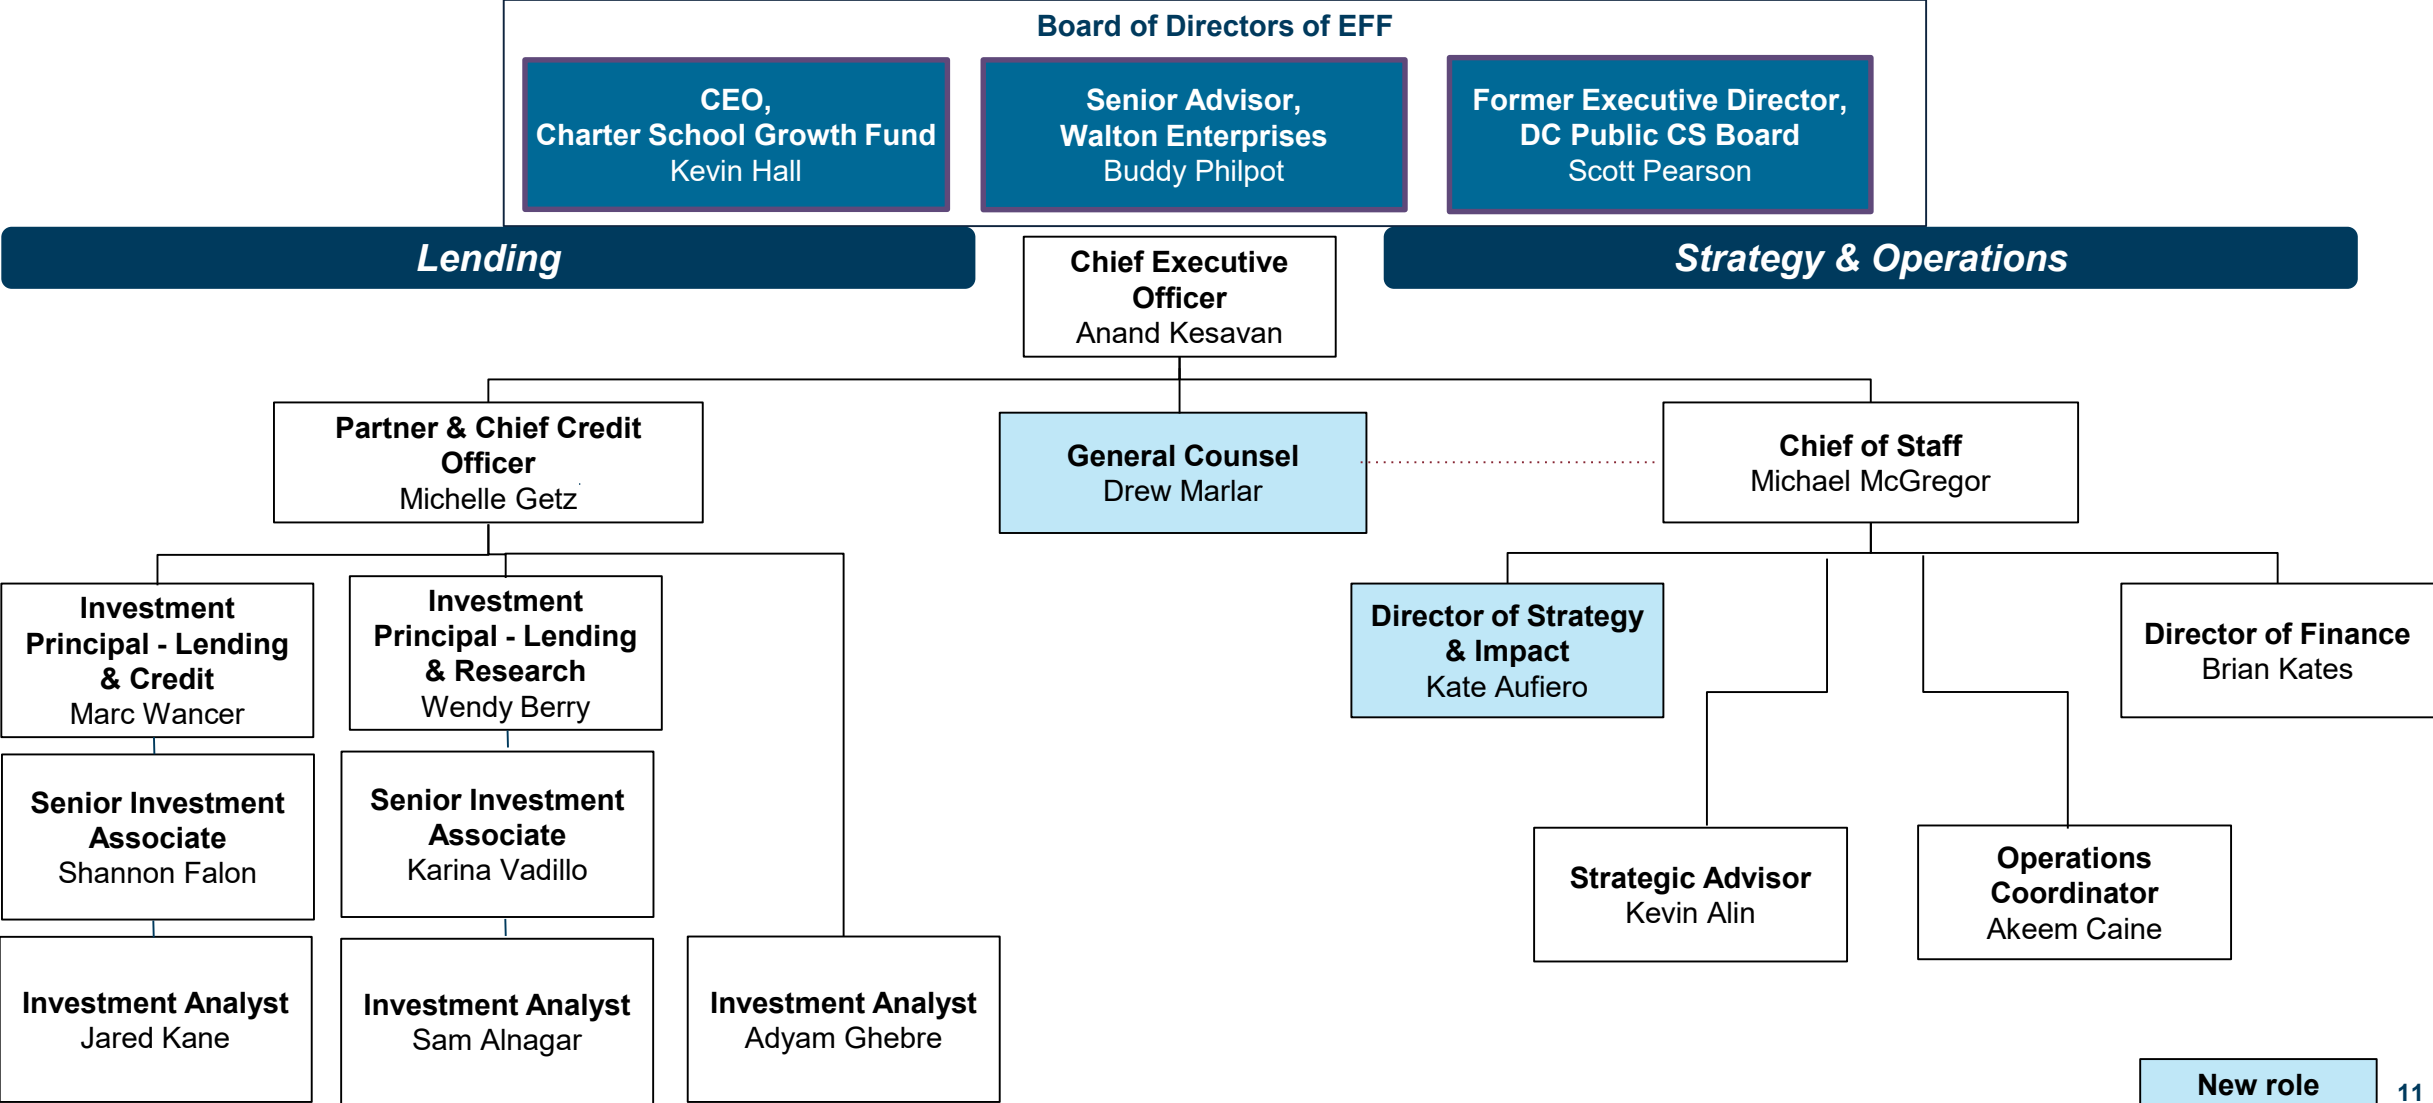 Board of Directors of EFF
CEO,
Charter School Growth Fund
Kevin Hall
Senior Advisor,
Walton Enterprises
Buddy Philpot
Former Executive Director,
DC Public CS Board
Scott Pearson
Lending
Strategy & Operations
Chief Executive
Officer
Anand Kesavan
Partner & Chief Credit
Officer
Michelle Getz
General Counsel
Drew Marlar
Chief of Staff
Michael McGregor
Investment
Principal - Lending
& Credit
Marc Wancer
Investment
Principal - Lending
& Research
Wendy Berry
Director of Strategy
& Impact
Kate Aufiero
Director of Finance
Brian Kates
Senior Investment
Associate
Shannon Falon
Senior Investment
Associate
Karina Vadillo
Strategic Advisor
Kevin Alin
Operations
Coordinator
Akeem Caine
Investment Analyst
Jared Kane
Investment Analyst
Sam Alnagar
Investment Analyst
Adyam Ghebre
New role
11